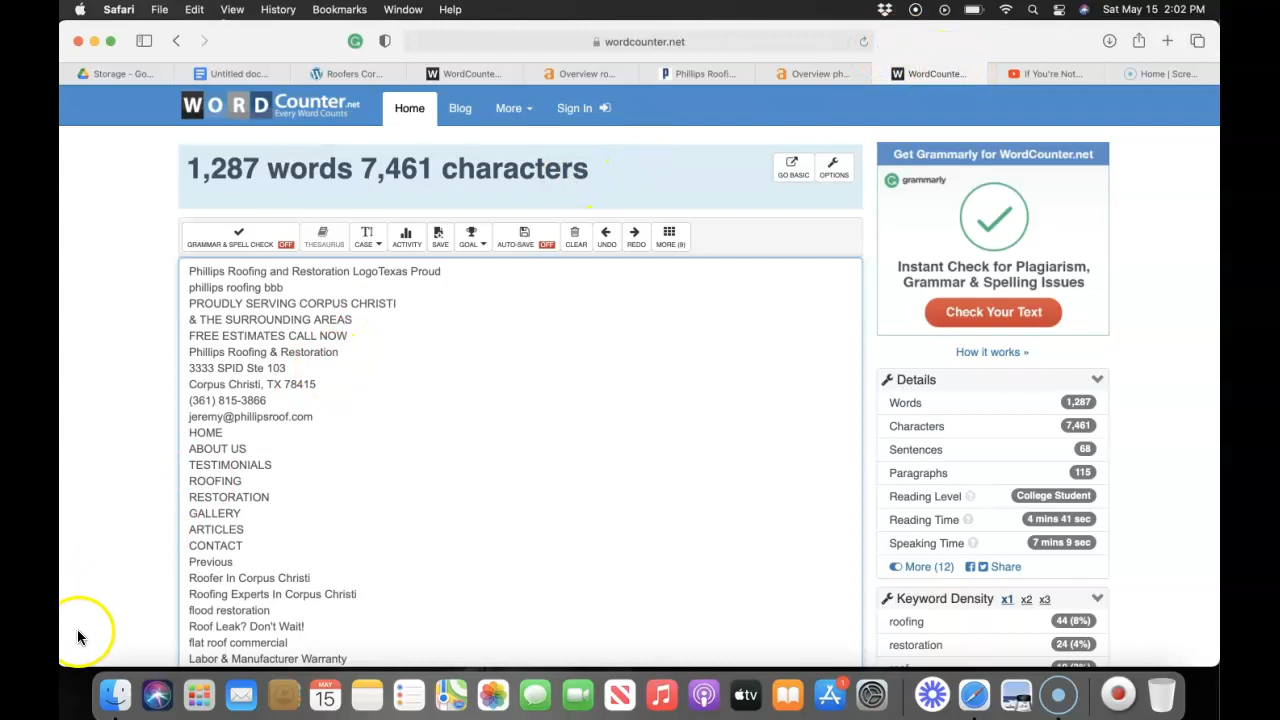 Safari File Edit View History Bookmarks Window Help Sat May 15 2:02 PM
wordcounter.net
Storage - Go... Untitled doc... Roofers Cor... WordCounte... Overview ro... Phillips Roofi... Overview ph... WordCounte... If You're Not... Home | Scre...
WORD Counter.net Every Word Counts Home Blog More Sign In
1,287 words 7,461 characters
GO BASIC OPTIONS
GRAMMAR & SPELL CHECK OFF THESAURUS CASE ACTIVITY SAVE GOAL AUTO-SAVE OFF CLEAR UNDO REDO MORE (9)
Phillips Roofing and Restoration LogoTexas Proud
phillips roofing bbb
PROUDLY SERVING CORPUS CHRISTI
& THE SURROUNDING AREAS
FREE ESTIMATES CALL NOW
Phillips Roofing & Restoration
3333 SPID Ste 103
Corpus Christi, TX 78415
(361) 815-3866
jeremy@phillipsroof.com
HOME
ABOUT US
TESTIMONIALS
ROOFING
RESTORATION
GALLERY
ARTICLES
CONTACT
Previous
Roofer In Corpus Christi
Roofing Experts In Corpus Christi
flood restoration
Roof Leak? Don't Wait!
flat roof commercial
Labor & Manufacturer Warranty
Get Grammarly for WordCounter.net
grammarly
Instant Check for Plagiarism,
Grammar & Spelling Issues
Check Your Text
How it works »
Details
Words 1,287
Characters 7,461
Sentences 68
Paragraphs 115
Reading Level College Student
Reading Time 4 mins 41 sec
Speaking Time 7 mins 9 sec
More (12) Share
Keyword Density x1 x2 x3
roofing 44 (8%)
restoration 24 (4%)
MAY
15
tv
1